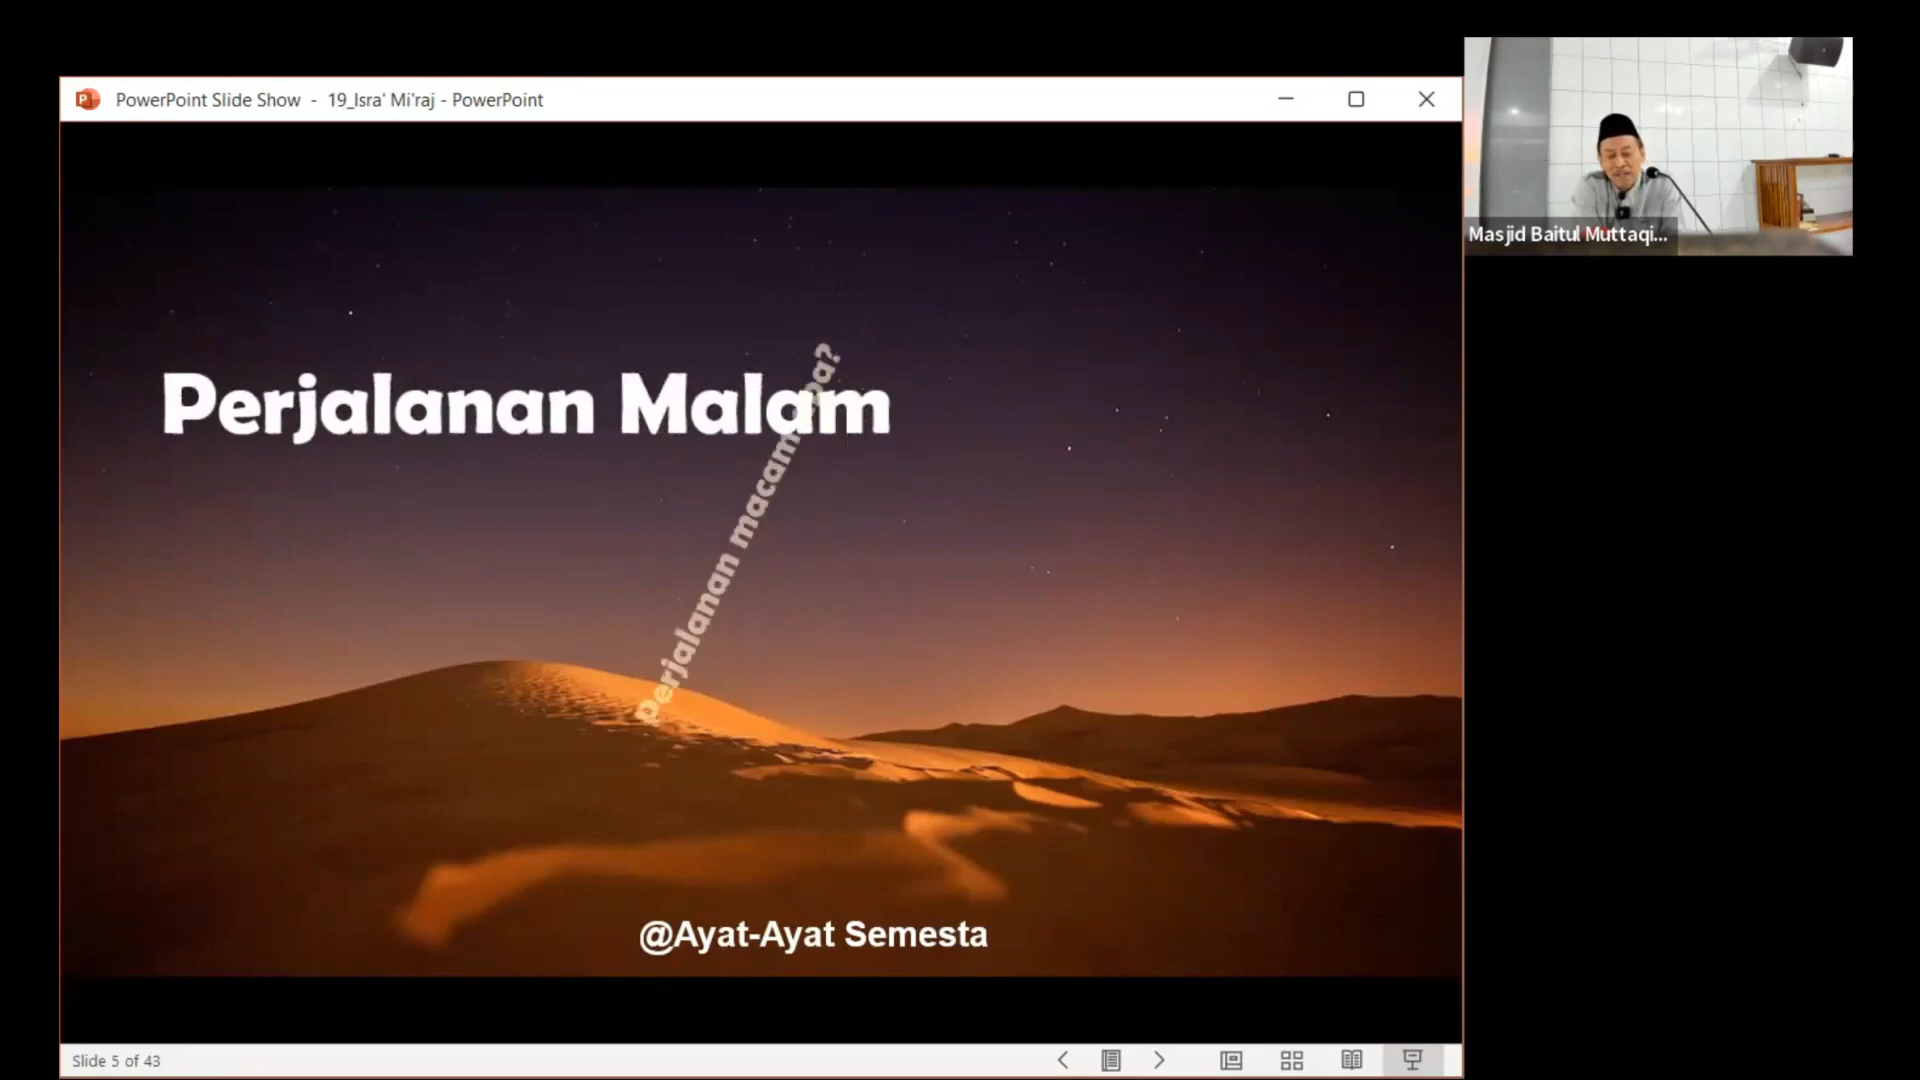 PowerPoint Slide Show - 19_Isra' Mi'raj - PowerPoint
Masjid Baitul Muttaqi...
Perjalanan Malam
Perjalanan macam apa?
@Ayat-Ayat Semesta
Slide 5 of 43